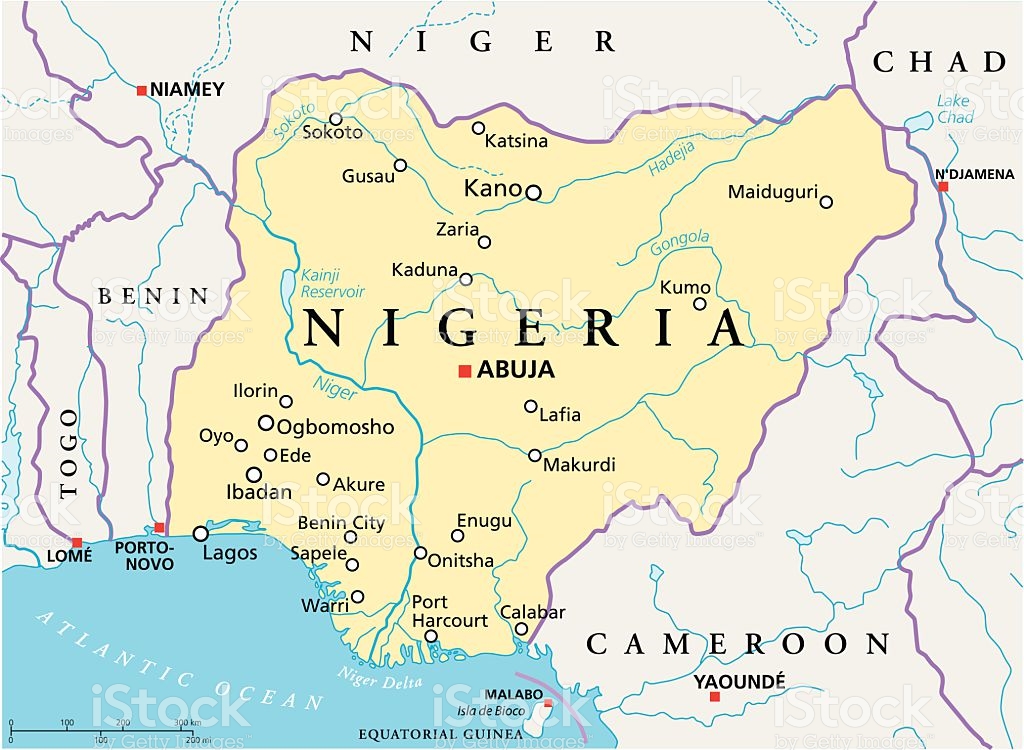 NIGER
CHAD
NIAMEY
Lake
Chad
Sokoto
Sokoto
Katsina
N'DJAMENA
Hadejia
Gusau
Kano
Maiduguri
Zaria
Gongola
Kaduna
Kainji
Reservoir
Kumo
BENIN
NIGERIA
ABUJA
Niger
Ilorin
Lafia
Ogbomosho
Oyo
Ede
TOGO
Makurdi
Ibadan
Akure
Benin City
Enugu
LOMÉ
PORTO-
NOVO
Lagos
Sapele
Onitsha
Warri
Port
Harcourt
Calabar
CAMEROON
ATLANTIC OCEAN
Niger Delta
YAOUNDÉ
MALABO
Isla de Bioco
EQUATORIAL GUINEA
0 100 200 300 km
0 100 200 mi
iStock
by Getty Images™